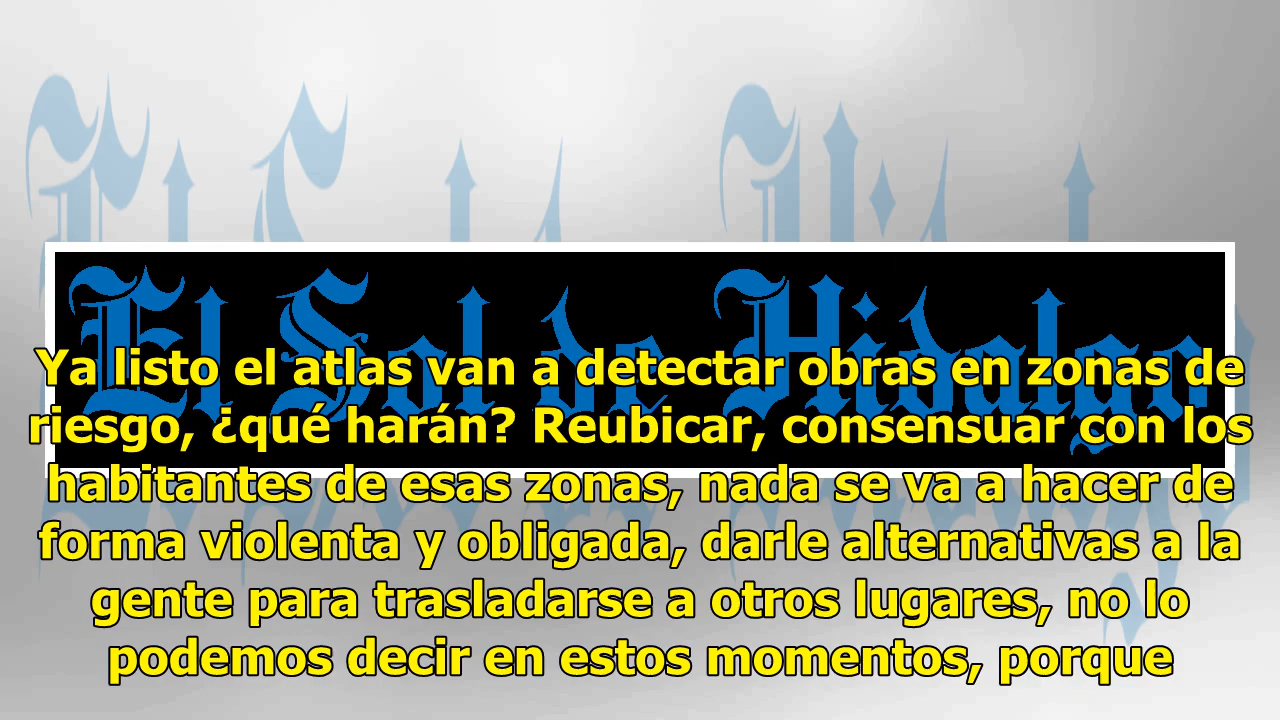 El Sol de Hidalgo
Ya listo el atlas van a detectar obras en zonas de
riesgo, ¿qué harán? Reubicar, consensuar con los
habitantes de esas zonas, nada se va a hacer de
forma violenta y obligada, darle alternativas a la
gente para trasladarse a otros lugares, no lo
podemos decir en estos momentos, porque